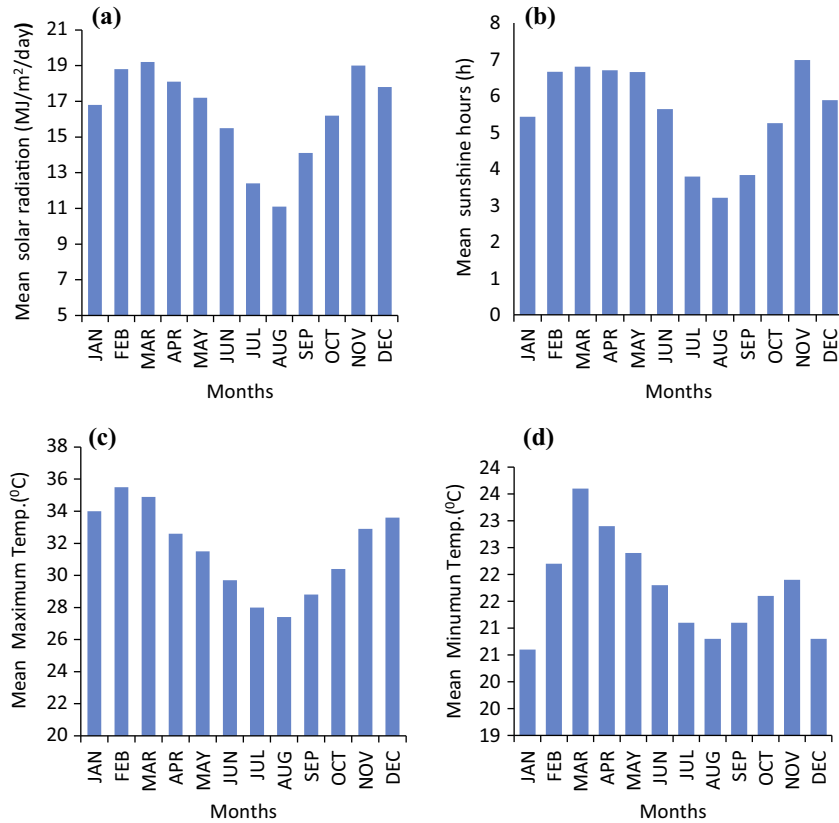 (a)
Mean solar radiation (MJ/m²/day)
21
19
17
15
13
11
9
7
5
JAN FEB MAR APR MAY JUN JUL AUG SEP OCT NOV DEC
Months
(b)
Mean sunshine hours (h)
8
7
6
5
4
3
2
1
0
JAN FEB MAR APR MAY JUN JUL AUG SEP OCT NOV DEC
Months
(c)
Mean Maximum Temp.(⁰C)
38
36
34
32
30
28
26
24
22
20
JAN FEB MAR APR MAY JUN JUL AUG SEP OCT NOV DEC
Months
(d)
Mean Minumun Temp.(⁰C)
24
24
23
23
22
22
21
21
20
20
19
JAN FEB MAR APR MAY JUN JUL AUG SEP OCT NOV DEC
Months